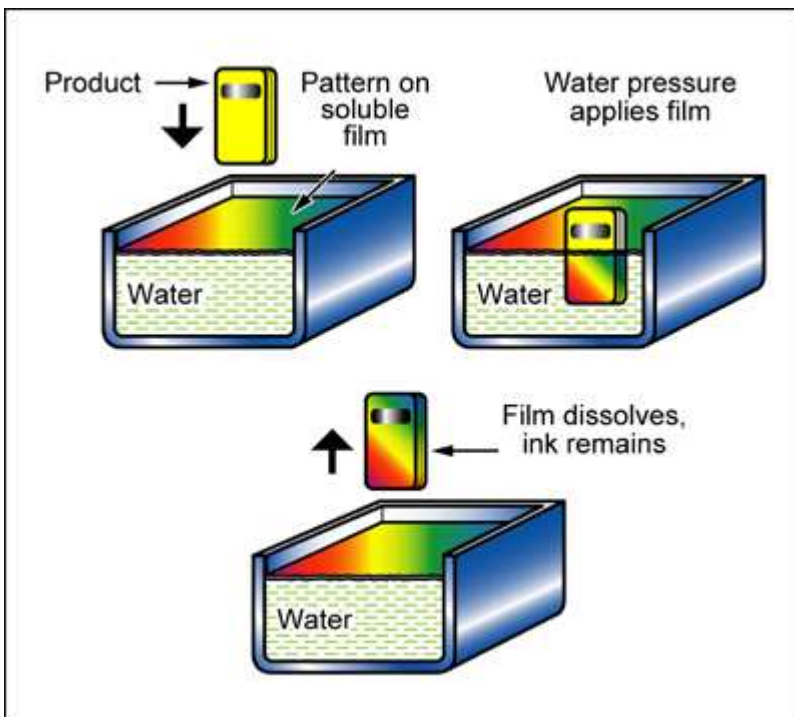 Product
Pattern on
soluble
film
Water pressure
applies film
Water
Water
Film dissolves,
ink remains
Water